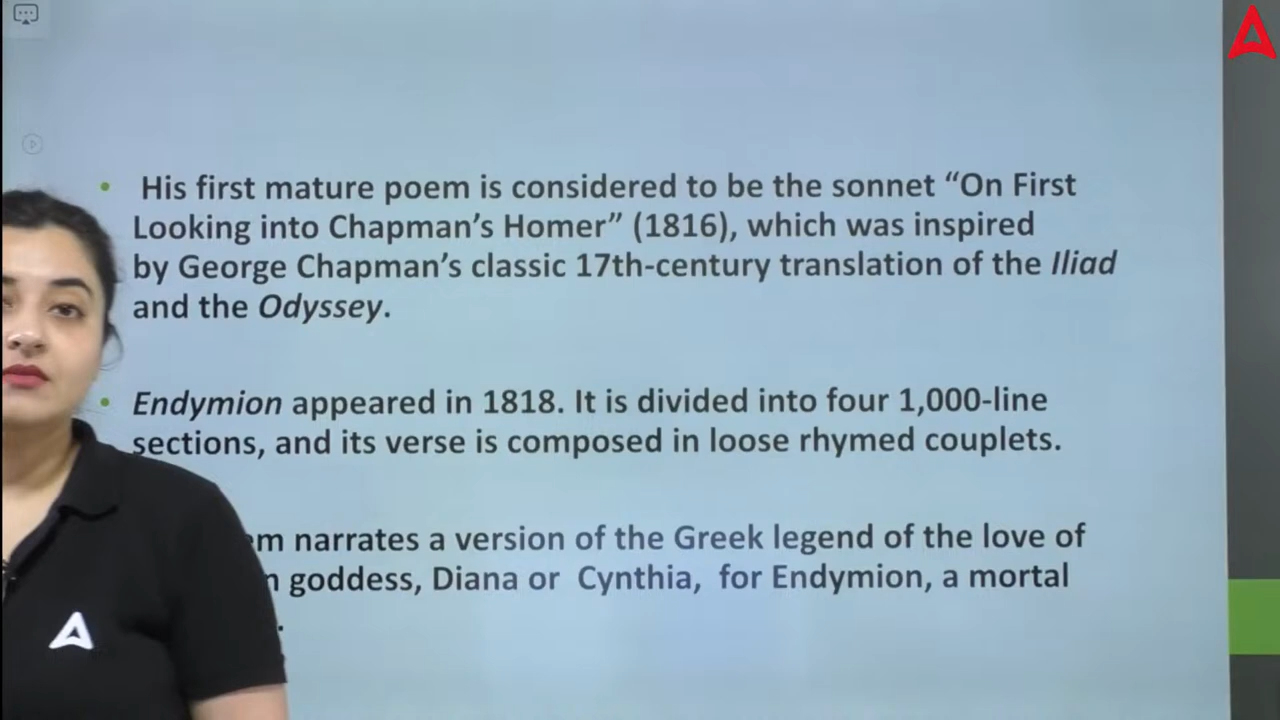 His first mature poem is considered to be the sonnet “On First
Looking into Chapman’s Homer” (1816), which was inspired
by George Chapman’s classic 17th-century translation of the Iliad
and the Odyssey.
Endymion appeared in 1818. It is divided into four 1,000-line
sections, and its verse is composed in loose rhymed couplets.
narrates a version of the Greek legend of the love of
goddess, Diana or Cynthia, for Endymion, a mortal